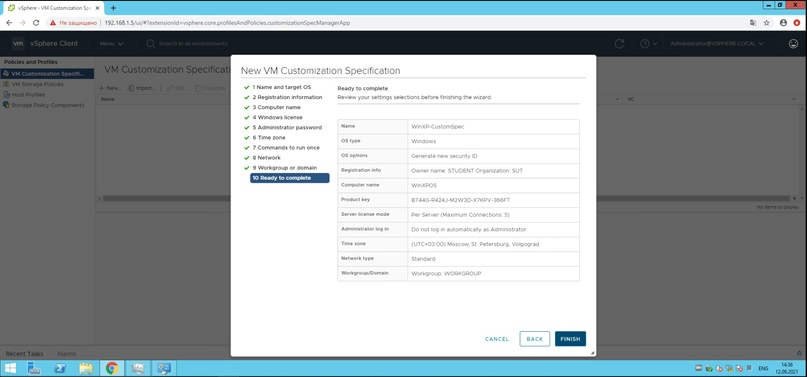 vSphere - VM Customization Spec
Не защищено
192.168.1.5/ui/#?extensionId=vsphere.core.profilesAndPolicies.customizationSpecManagerApp
vm vSphere Client
Menu
Search in all environments
Administrator@VSPHERE.LOCAL
Policies and Profiles
VM Customization Specifi...
VM Storage Policies
Host Profiles
Storage Policy Components
VM Customization Specificat
+ New...
Import...
Edit...
Duplicate
Name
VC
No items to display
New VM Customization Specification
1 Name and target OS
2 Registration information
3 Computer name
4 Windows license
5 Administrator password
6 Time zone
7 Commands to run once
8 Network
9 Workgroup or domain
10 Ready to complete
Ready to complete
Review your settings selections before finishing the wizard.
Name WinXP-CustomSpec
OS type Windows
OS options Generate new security ID
Registration info Owner name: STUDENT Organization: SUT
Computer name WinXPOS
Product key B744G-R424J-M2W3D-X7KPV-366FT
Server license mode Per Server (Maximum Connections: 5)
Administrator log in Do not log in automatically as Administrator
Time zone (UTC+03:00) Moscow, St. Petersburg, Volgograd
Network type Standard
Workgroup/Domain Workgroup: WORKGROUP
CANCEL
BACK
FINISH
Recent Tasks
Alarms
ENG
14:36
12.09.2021